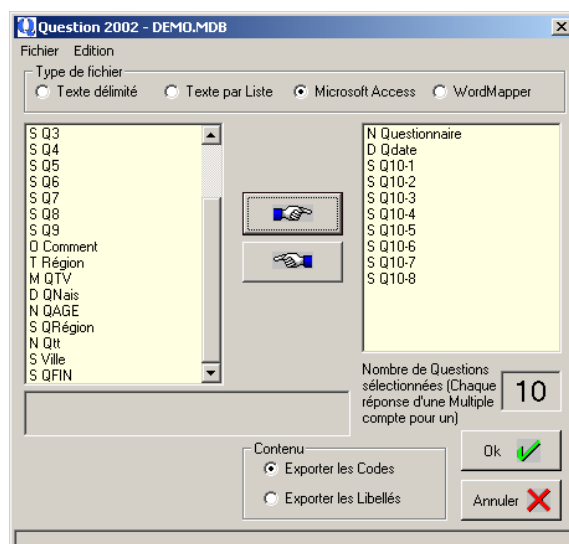 Question 2002 - DEMO.MDB
Fichier Edition
Type de fichier
Texte délimité Texte par Liste Microsoft Access WordMapper
S Q3
S Q4
S Q5
S Q6
S Q7
S Q8
S Q9
O Comment
T Région
M QTV
D QNais
N QAGE
S QRégion
N Qtt
S Ville
S QFIN
N Questionnaire
D Qdate
S Q10-1
S Q10-2
S Q10-3
S Q10-4
S Q10-5
S Q10-6
S Q10-7
S Q10-8
Nombre de Questions
sélectionnées (Chaque
réponse d'une Multiple
compte pour un)
10
Contenu
Exporter les Codes
Exporter les Libellés
Ok
Annuler